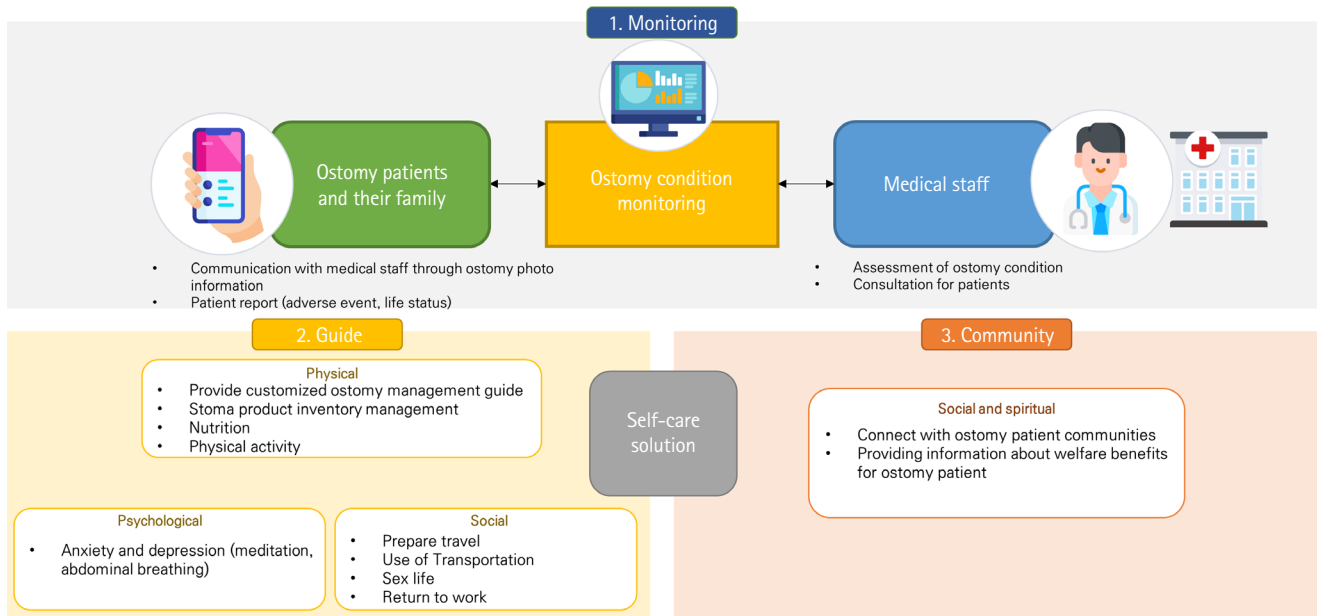 1. Monitoring
Ostomy patients
and their family
Ostomy condition
monitoring
Medical staff
• Communication with medical staff through ostomy photo
information
• Patient report (adverse event, life status)
• Assessment of ostomy condition
• Consultation for patients
2. Guide
Physical
• Provide customized ostomy management guide
• Stoma product inventory management
• Nutrition
• Physical activity
Psychological
• Anxiety and depression (meditation,
abdominal breathing)
Social
• Prepare travel
• Use of Transportation
• Sex life
• Return to work
Self-care
solution
3. Community
Social and spiritual
• Connect with ostomy patient communities
• Providing information about welfare benefits
for ostomy patient